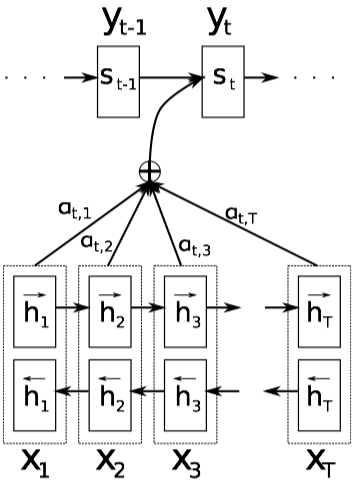 y_{t-1} y_t
. . . s_{t-1} s_t . . .
a_{t,1} a_{t,2} a_{t,3} a_{t,T}
\overrightarrow{h}_1 \overrightarrow{h}_2 \overrightarrow{h}_3 \overrightarrow{h}_T
\overleftarrow{h}_1 \overleftarrow{h}_2 \overleftarrow{h}_3 \overleftarrow{h}_T
x_1 x_2 x_3 x_T